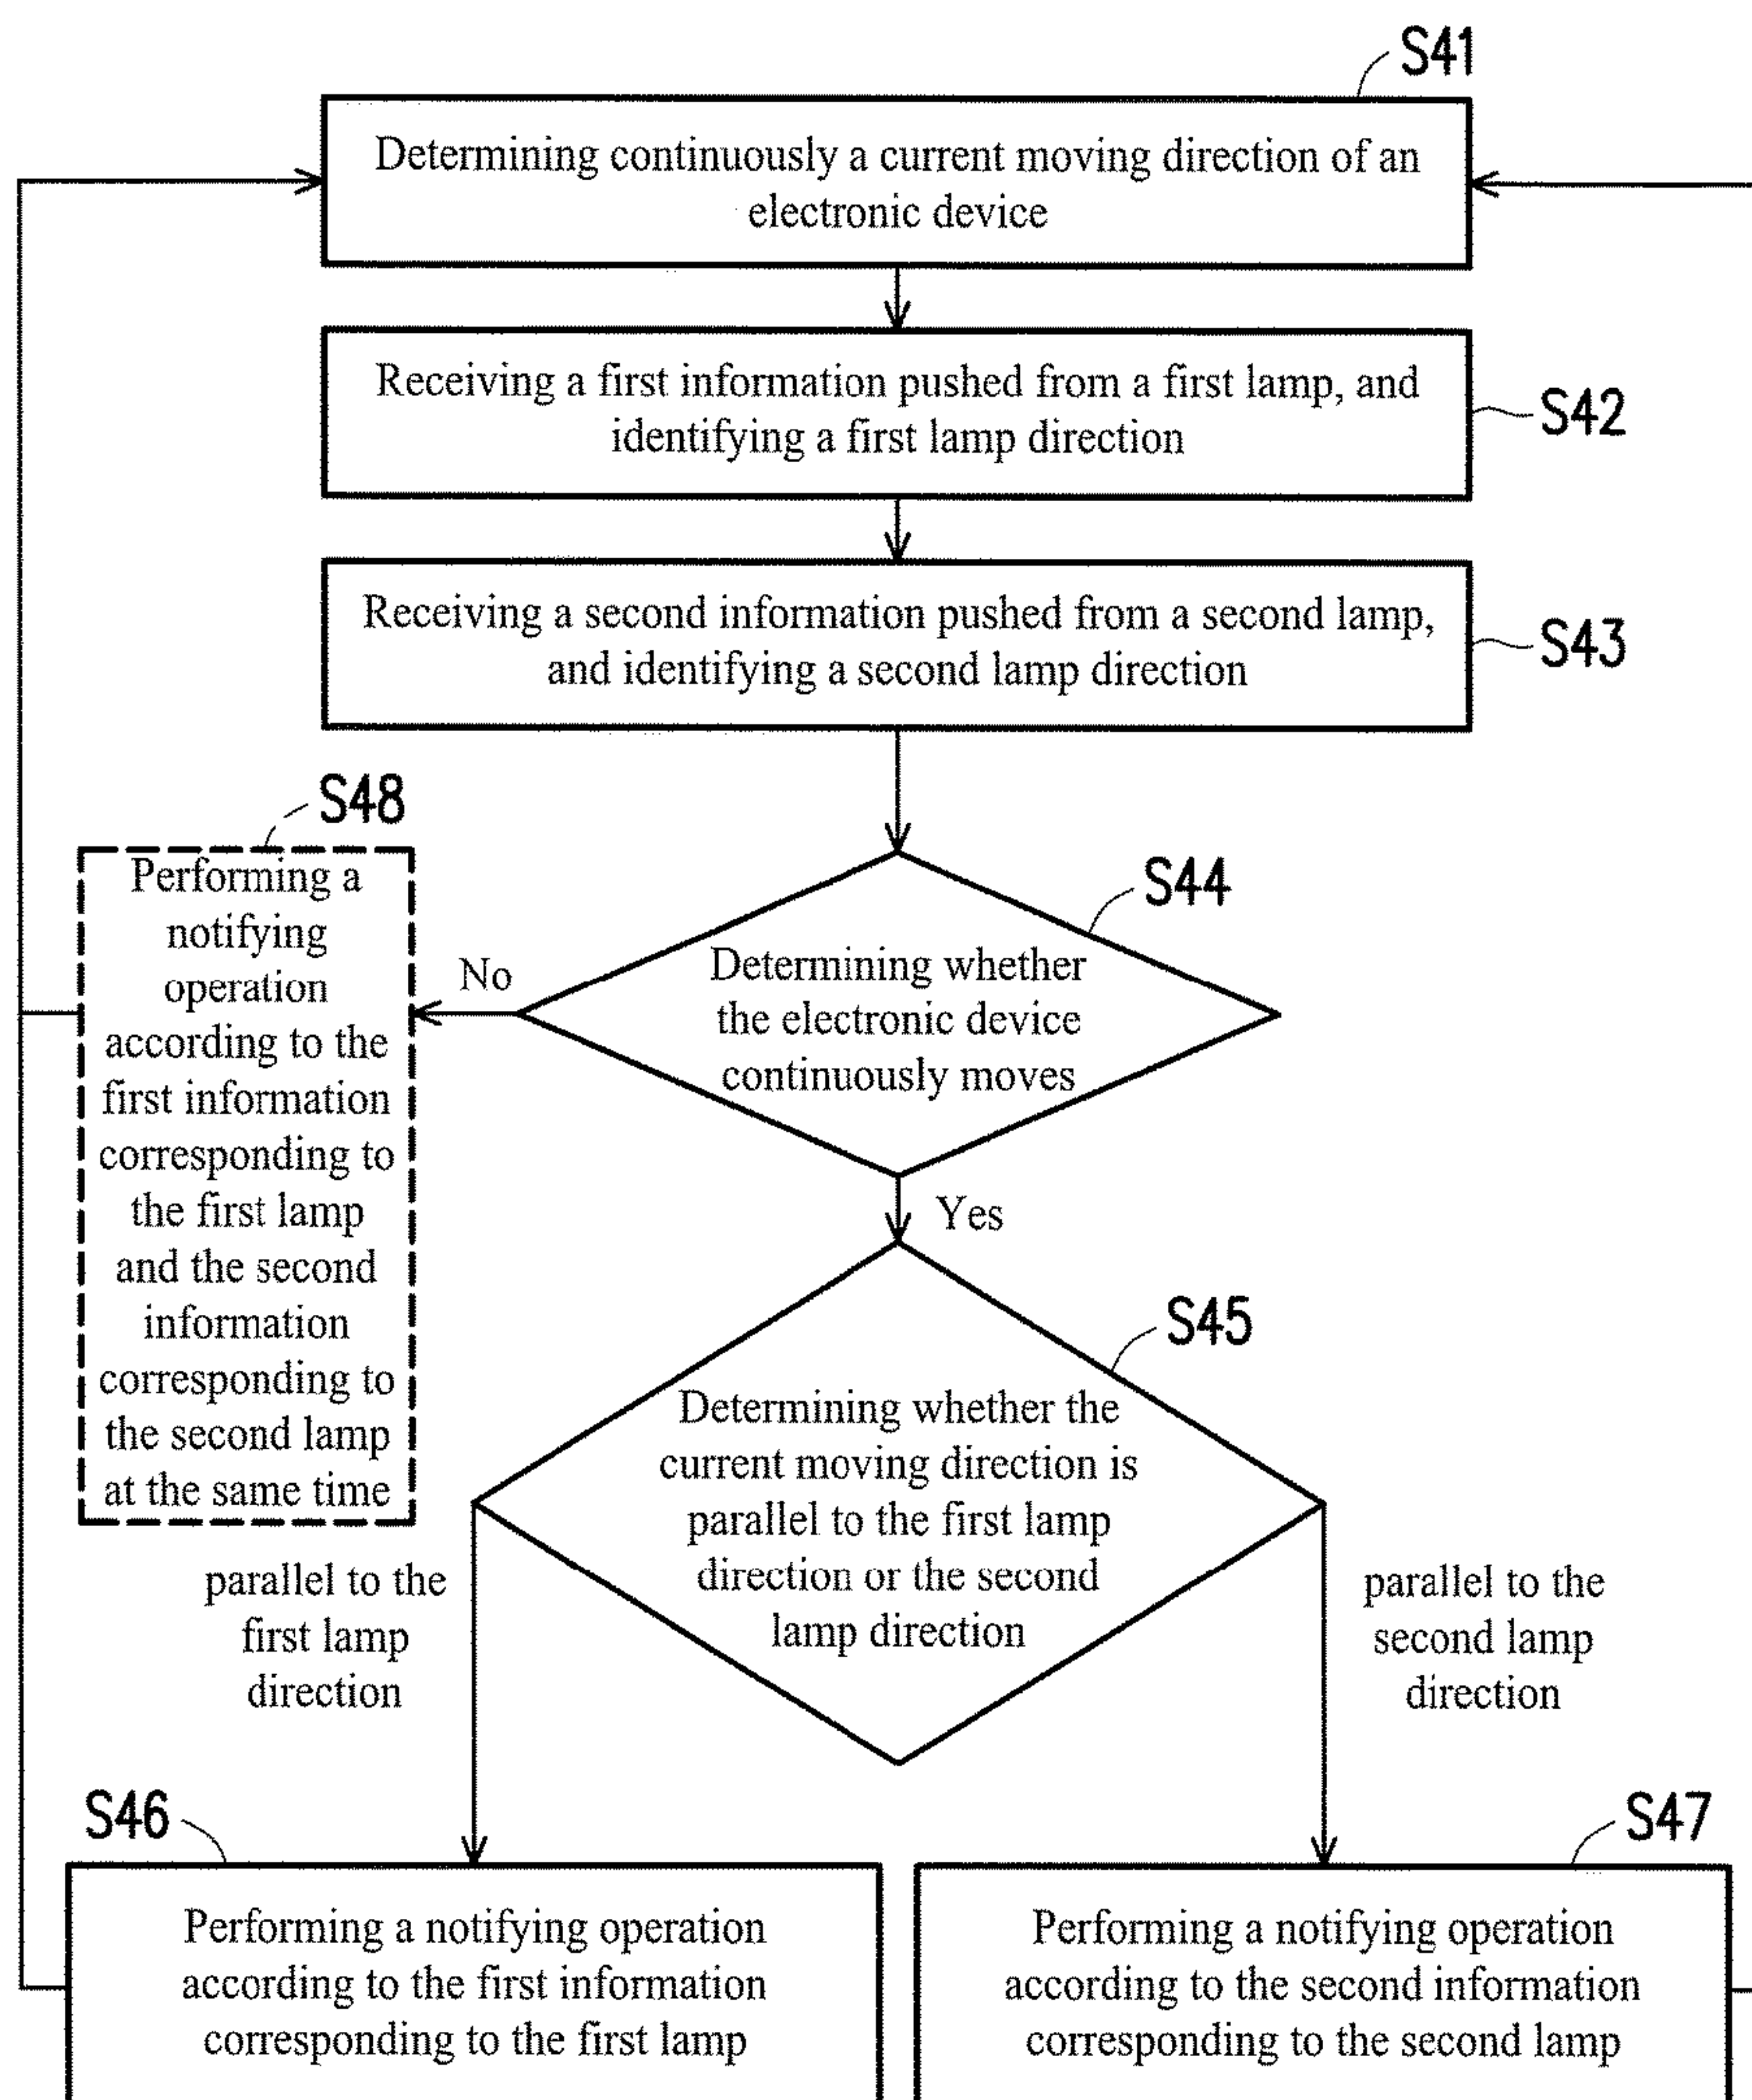 S41
Determining continuously a current moving direction of an
electronic device
Receiving a first information pushed from a first lamp, and
identifying a first lamp direction
S42
Receiving a second information pushed from a second lamp,
and identifying a second lamp direction
S43
S48
Performing a
notifying
operation
according to the
first information
corresponding to
the first lamp
and the second
information
corresponding to
the second lamp
at the same time
No
S44
Determining whether
the electronic device
continuously moves
Yes
S45
Determining whether the
current moving direction is
parallel to the first lamp
direction or the second
lamp direction
parallel to the
first lamp
direction
parallel to the
second lamp
direction
S46
Performing a notifying operation
according to the first information
corresponding to the first lamp
S47
Performing a notifying operation
according to the second information
corresponding to the second lamp